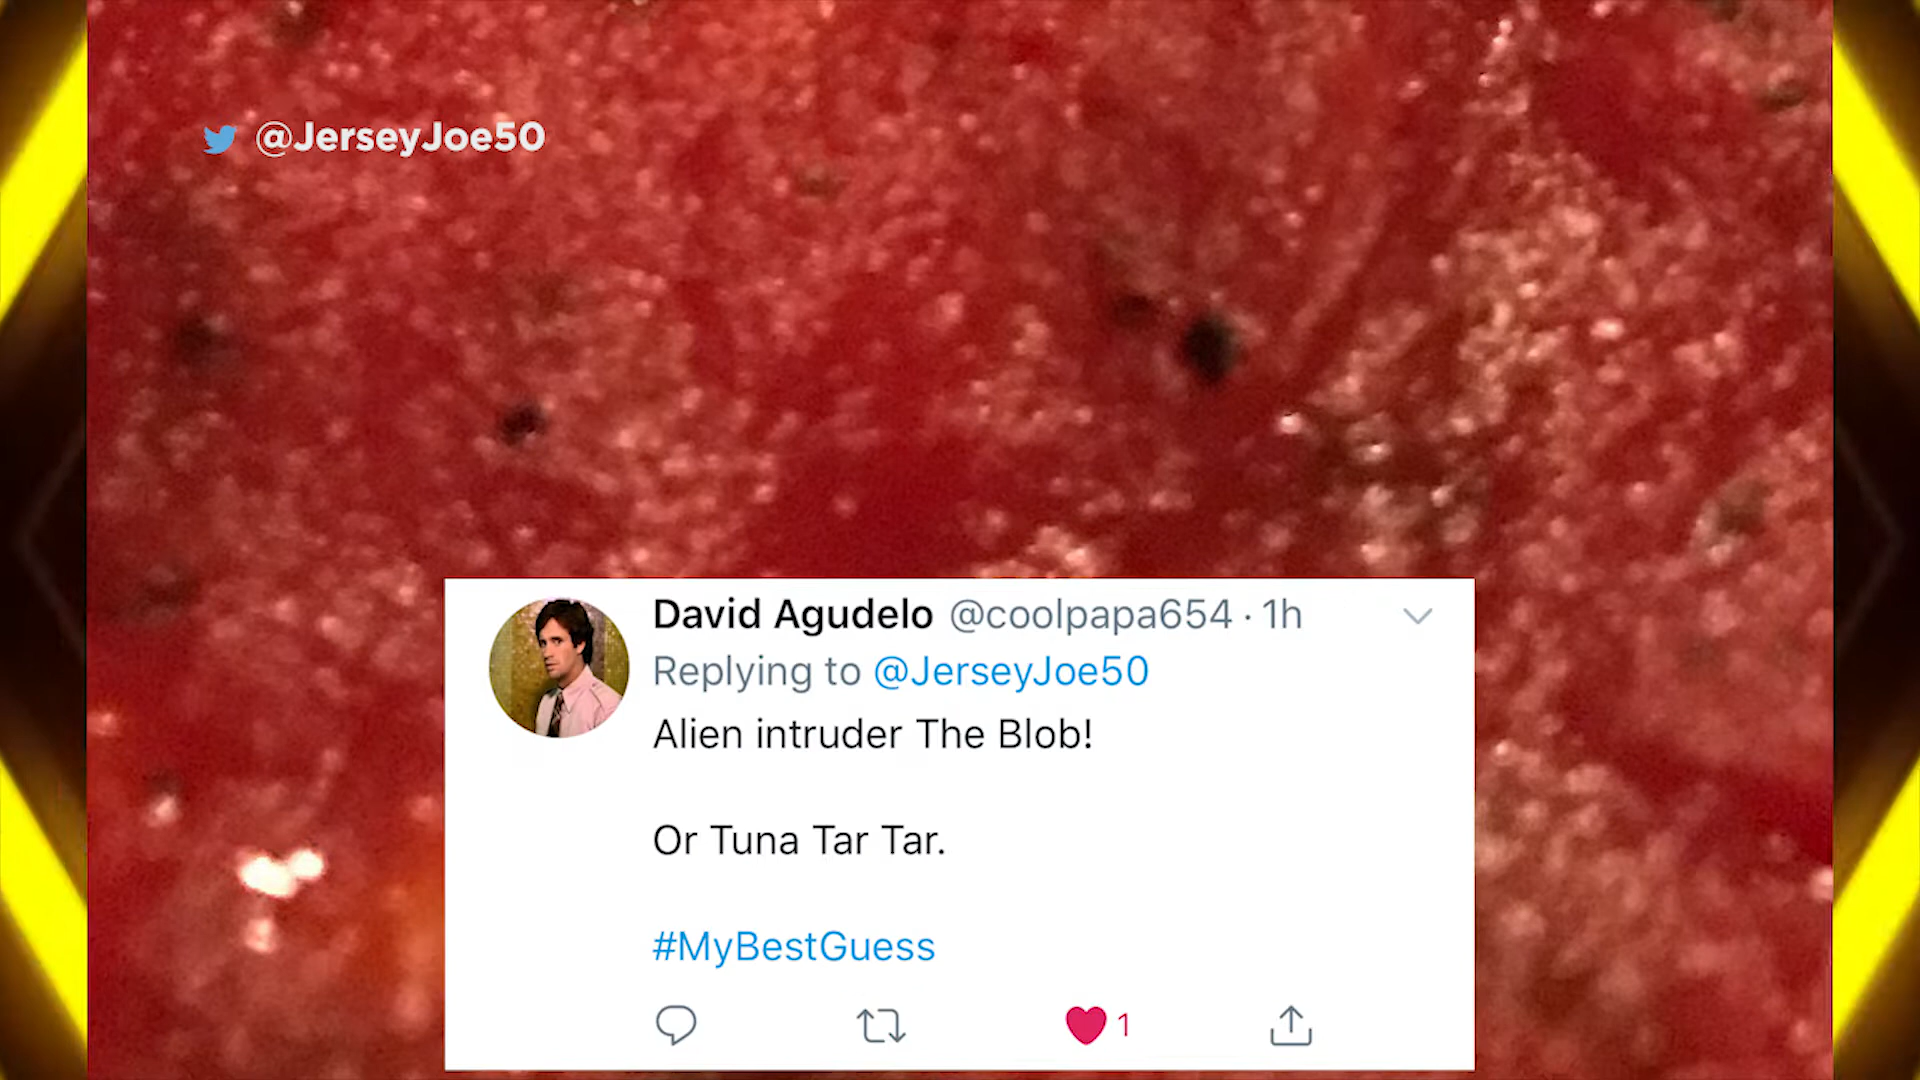 @JerseyJoe50
David Agudelo @coolpapa654 · 1h
Replying to @JerseyJoe50
Alien intruder The Blob!
Or Tuna Tar Tar.
#MyBestGuess
1